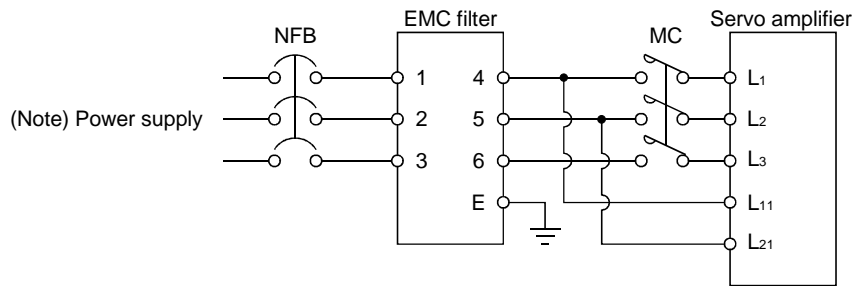 NFB
EMC filter
MC
Servo amplifier
(Note) Power supply
1
2
3
4
5
6
E
L1
L2
L3
L11
L21